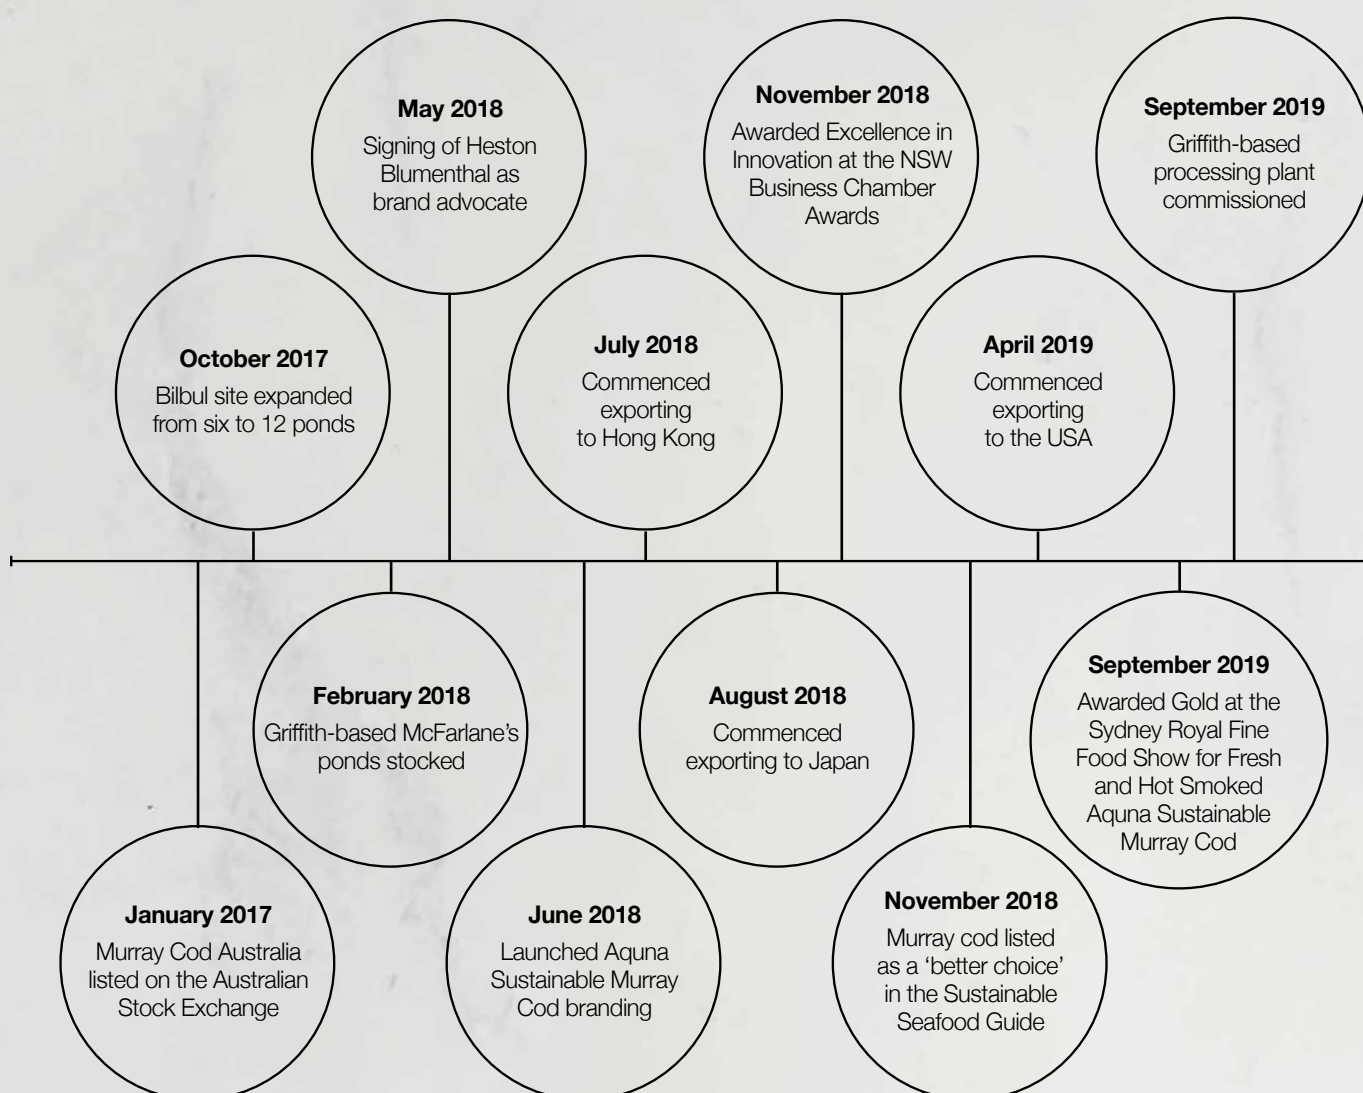 May 2018
Signing of Heston
Blumenthal as
brand advocate
November 2018
Awarded Excellence in
Innovation at the NSW
Business Chamber
Awards
September 2019
Griffith-based
processing plant
commissioned
October 2017
Bilbul site expanded
from six to 12 ponds
July 2018
Commenced
exporting
to Hong Kong
April 2019
Commenced
exporting
to the USA
February 2018
Griffith-based McFarlane’s
ponds stocked
August 2018
Commenced
exporting to Japan
September 2019
Awarded Gold at the
Sydney Royal Fine
Food Show for Fresh
and Hot Smoked
Aquna Sustainable
Murray Cod
January 2017
Murray Cod Australia
listed on the Australian
Stock Exchange
June 2018
Launched Aquna
Sustainable Murray
Cod branding
November 2018
Murray cod listed
as a ‘better choice’
in the Sustainable
Seafood Guide